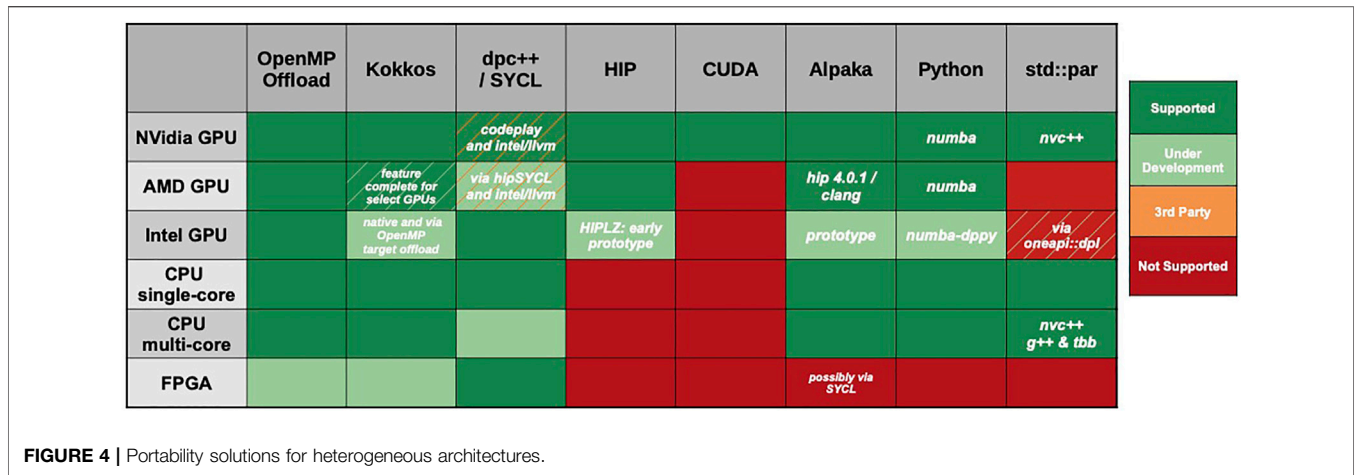 OpenMP Offload Kokkos dpc++ / SYCL HIP CUDA Alpaka Python std::par
NVidia GPU codeplay and intel/llvm numba nvc++
AMD GPU feature complete for select GPUs via hipSYCL and intel/llvm hip 4.0.1 / clang numba
Intel GPU native and via OpenMP target offload HIPLZ: early prototype prototype numba-dppy via oneapi::dpl
CPU single-core
CPU multi-core nvc++ g++ & tbb
FPGA possibly via SYCL
Supported
Under Development
3rd Party
Not Supported
FIGURE 4 | Portability solutions for heterogeneous architectures.